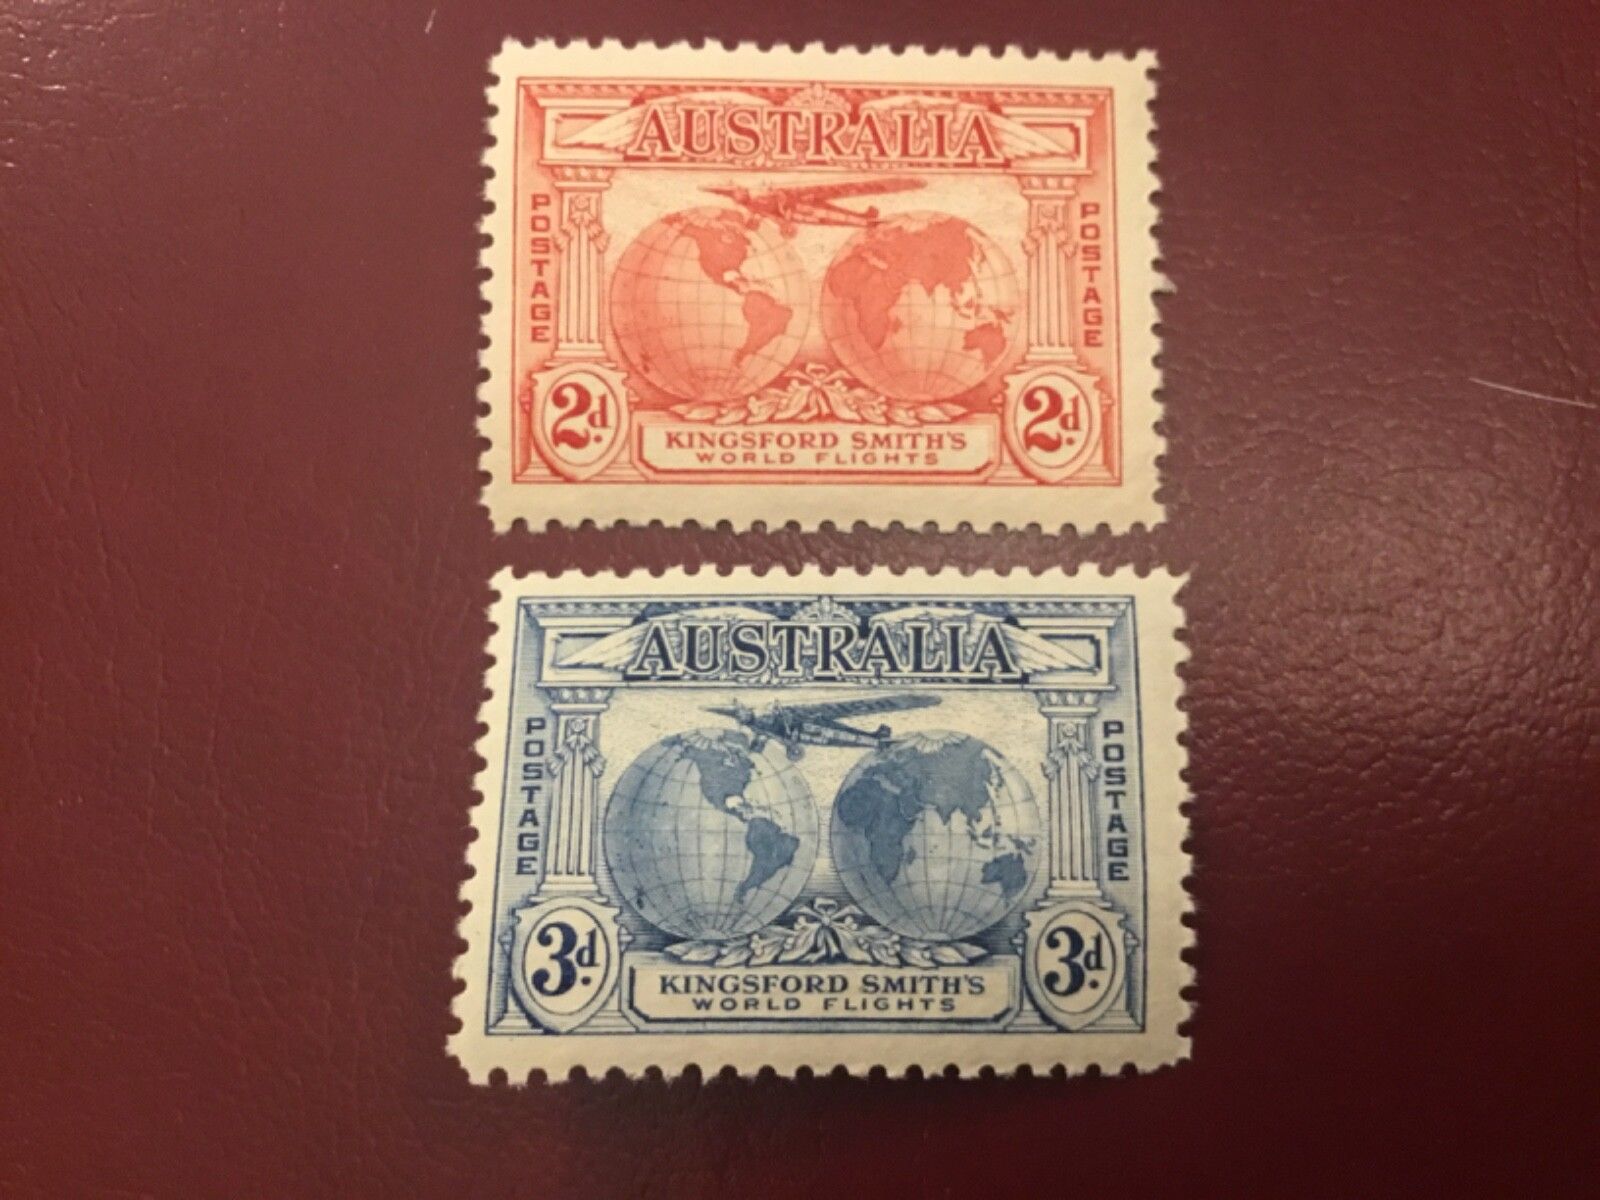 AUSTRALIA
POSTAGE
POSTAGE
2d.
2d.
KINGSFORD SMITH'S
WORLD FLIGHTS
AUSTRALIA
POSTAGE
POSTAGE
3d.
3d.
KINGSFORD SMITH'S
WORLD FLIGHTS